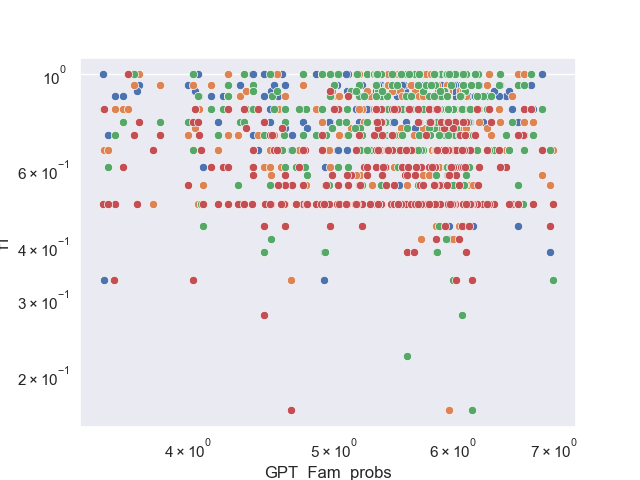 10⁰
6 × 10⁻¹
4 × 10⁻¹
3 × 10⁻¹
2 × 10⁻¹
4 × 10⁰ 5 × 10⁰ 6 × 10⁰ 7 × 10⁰
GPT_Fam_probs